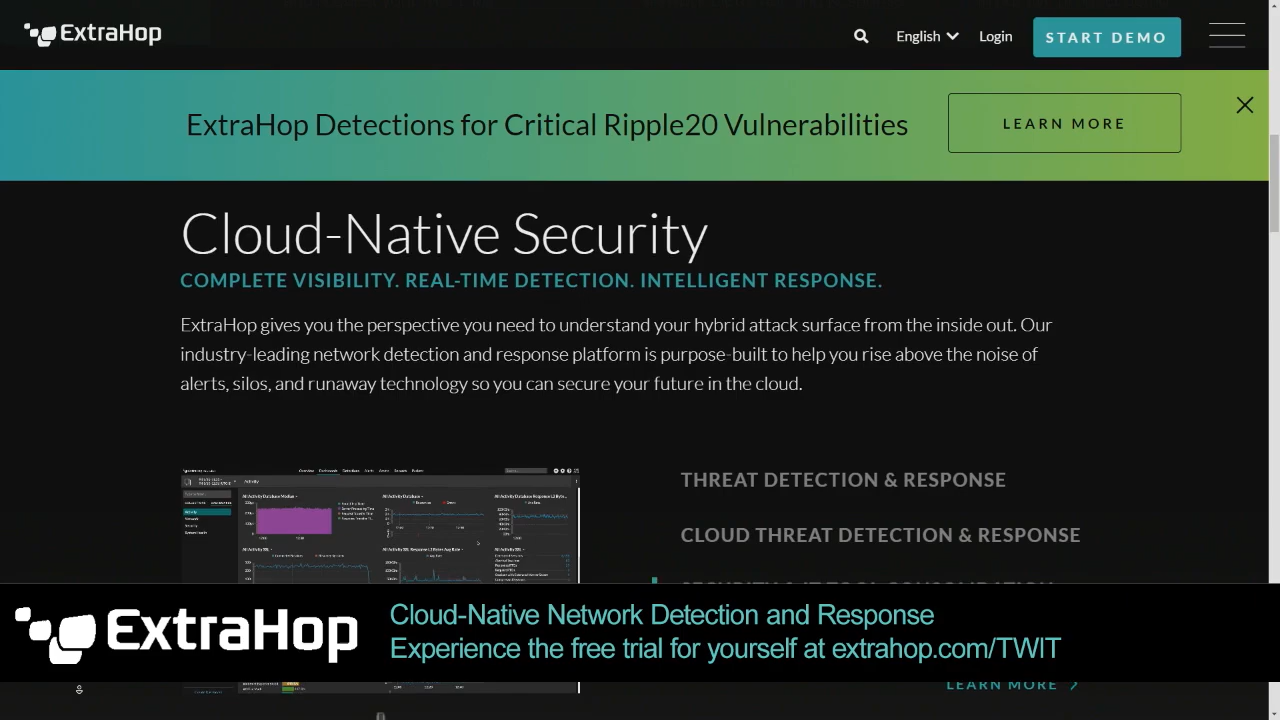 ExtraHop
English
Login
START DEMO
ExtraHop Detections for Critical Ripple20 Vulnerabilities
LEARN MORE
Cloud-Native Security
COMPLETE VISIBILITY. REAL-TIME DETECTION. INTELLIGENT RESPONSE.
ExtraHop gives you the perspective you need to understand your hybrid attack surface from the inside out. Our
industry-leading network detection and response platform is purpose-built to help you rise above the noise of
alerts, silos, and runaway technology so you can secure your future in the cloud.
THREAT DETECTION & RESPONSE
CLOUD THREAT DETECTION & RESPONSE
Activity
ExtraHop
Cloud-Native Network Detection and Response
Experience the free trial for yourself at extrahop.com/TWIT
LEARN MORE